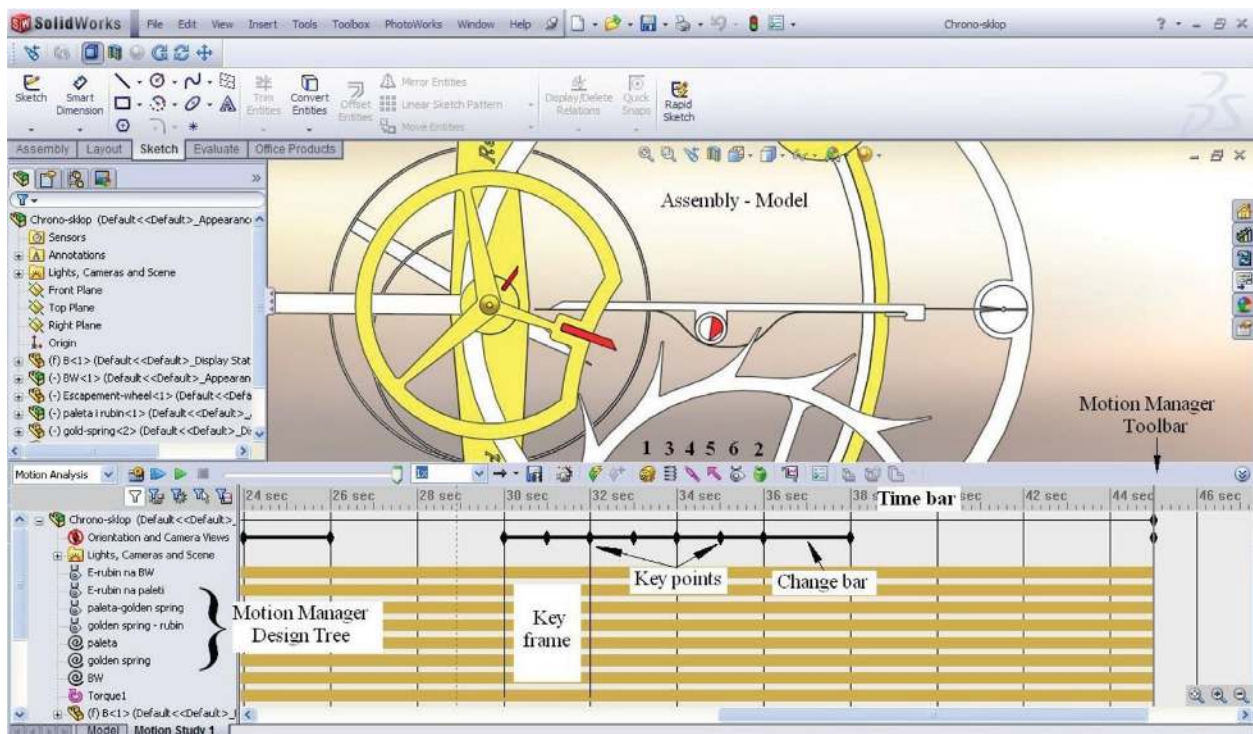 SolidWorks File Edit View Insert Tools Toolbox PhotoWorks Window Help Chrono-sklop ?
Sketch Smart Dimension Trim Entities Convert Entities Offset Entities Mirror Entities Linear Sketch Pattern Move Entities Display/Delete Relations Quick Snaps Rapid Sketch
Assembly Layout Sketch Evaluate Office Products
Assembly - Model
Chrono-sklop (Default<<Default>_Appearanc
Sensors
Annotations
Lights, Cameras and Scene
Front Plane
Top Plane
Right Plane
Origin
(f) B<1> (Default<<Default>_Display Stat
(-) BW<1> (Default<<Default>_Appearan
(-) Escapement-wheel<1> (Default<<Defa
(-) paleta i rubin<1> (Default<<Default>_
(-) gold-spring<2> (Default<<Default>_Di
Motion Manager
Toolbar
1 3 4 5 6 2
Motion Analysis
24 sec 26 sec 28 sec 30 sec 32 sec 34 sec 36 sec 38 s Time bar sec 42 sec 44 sec 46 sec
Chrono-sklop (Default<<Default>_
Orientation and Camera Views
Lights, Cameras and Scene
E-rubin na BW
E-rubin na paleti
paleta-golden spring
golden spring - rubin
paleta
golden spring
BW
Torque1
(f) B<1> (Default<<Default>_
Key points
Change bar
Motion Manager
Design Tree
Key
frame
Model Motion Study 1